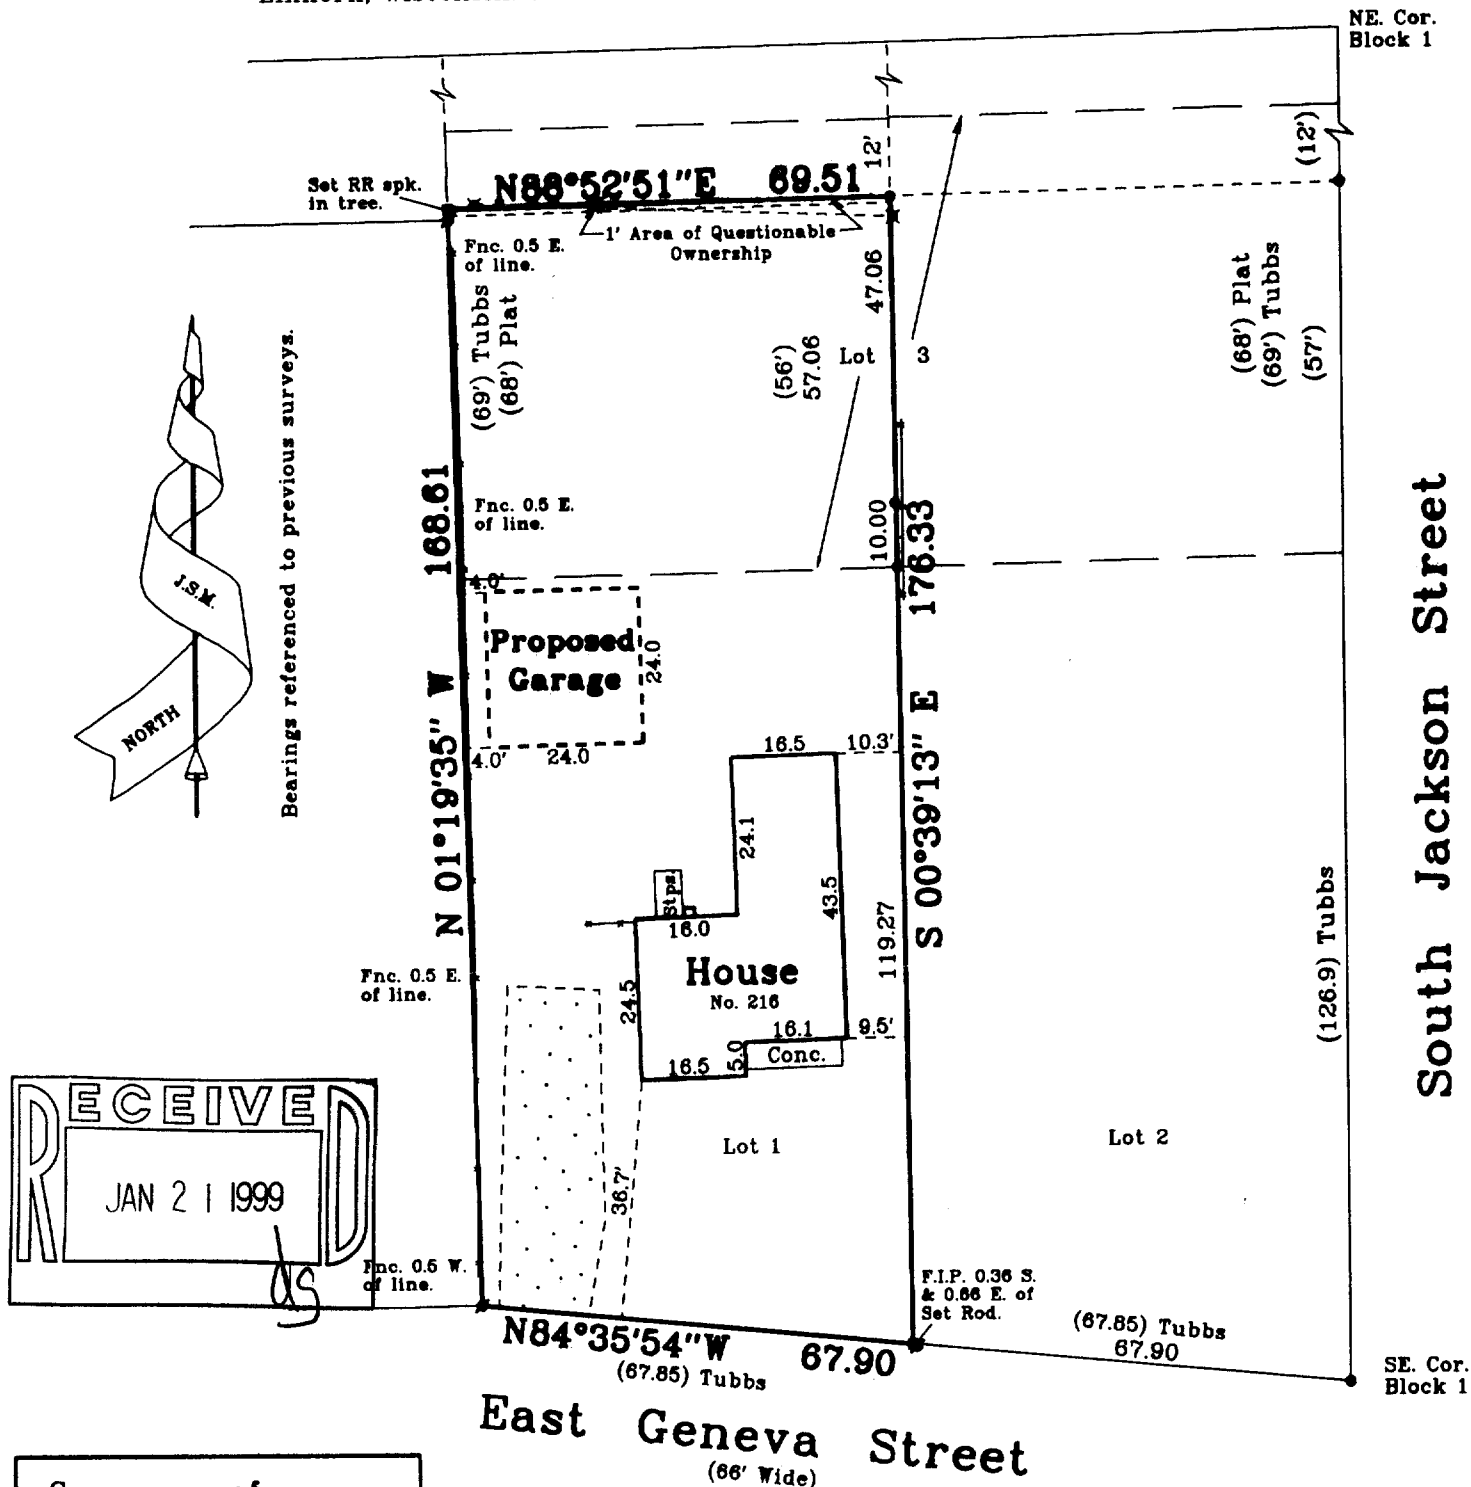 NE. Cor.
Block 1
(12')
12'
Set RR spk.
in tree.
N88°52'51"E 69.51
1' Area of Questionable
Ownership
Fnc. 0.5 E.
of line.
(69') Tubbs
(68') Plat
47.06
(56')
57.06
Lot 3
(68') Plat
(69') Tubbs
(57')
Bearings referenced to previous surveys.
J.S.M.
NORTH
168.61
N 01°19'35" W
Fnc. 0.5 E.
of line.
10.00
176.33
S 00°39'13" E
4.0'
Proposed
Garage
24.0
4.0'
24.0
16.5
10.3'
24.1
43.5
Stps.
16.0
119.27
House
No. 216
24.5
Fnc. 0.5 E.
of line.
16.1
9.5'
5.0
Conc.
16.5
(126.9) Tubbs
South Jackson Street
Lot 1
Lot 2
36.7'
RECEIVED
JAN 21 1999
Fnc. 0.5 W.
of line.
F.I.P. 0.36 S.
& 0.66 E. of
Set Rod.
N84°35'54"W 67.90
(67.85) Tubbs
(67.85) Tubbs
67.90
SE. Cor.
Block 1
East Geneva Street
(66' Wide)